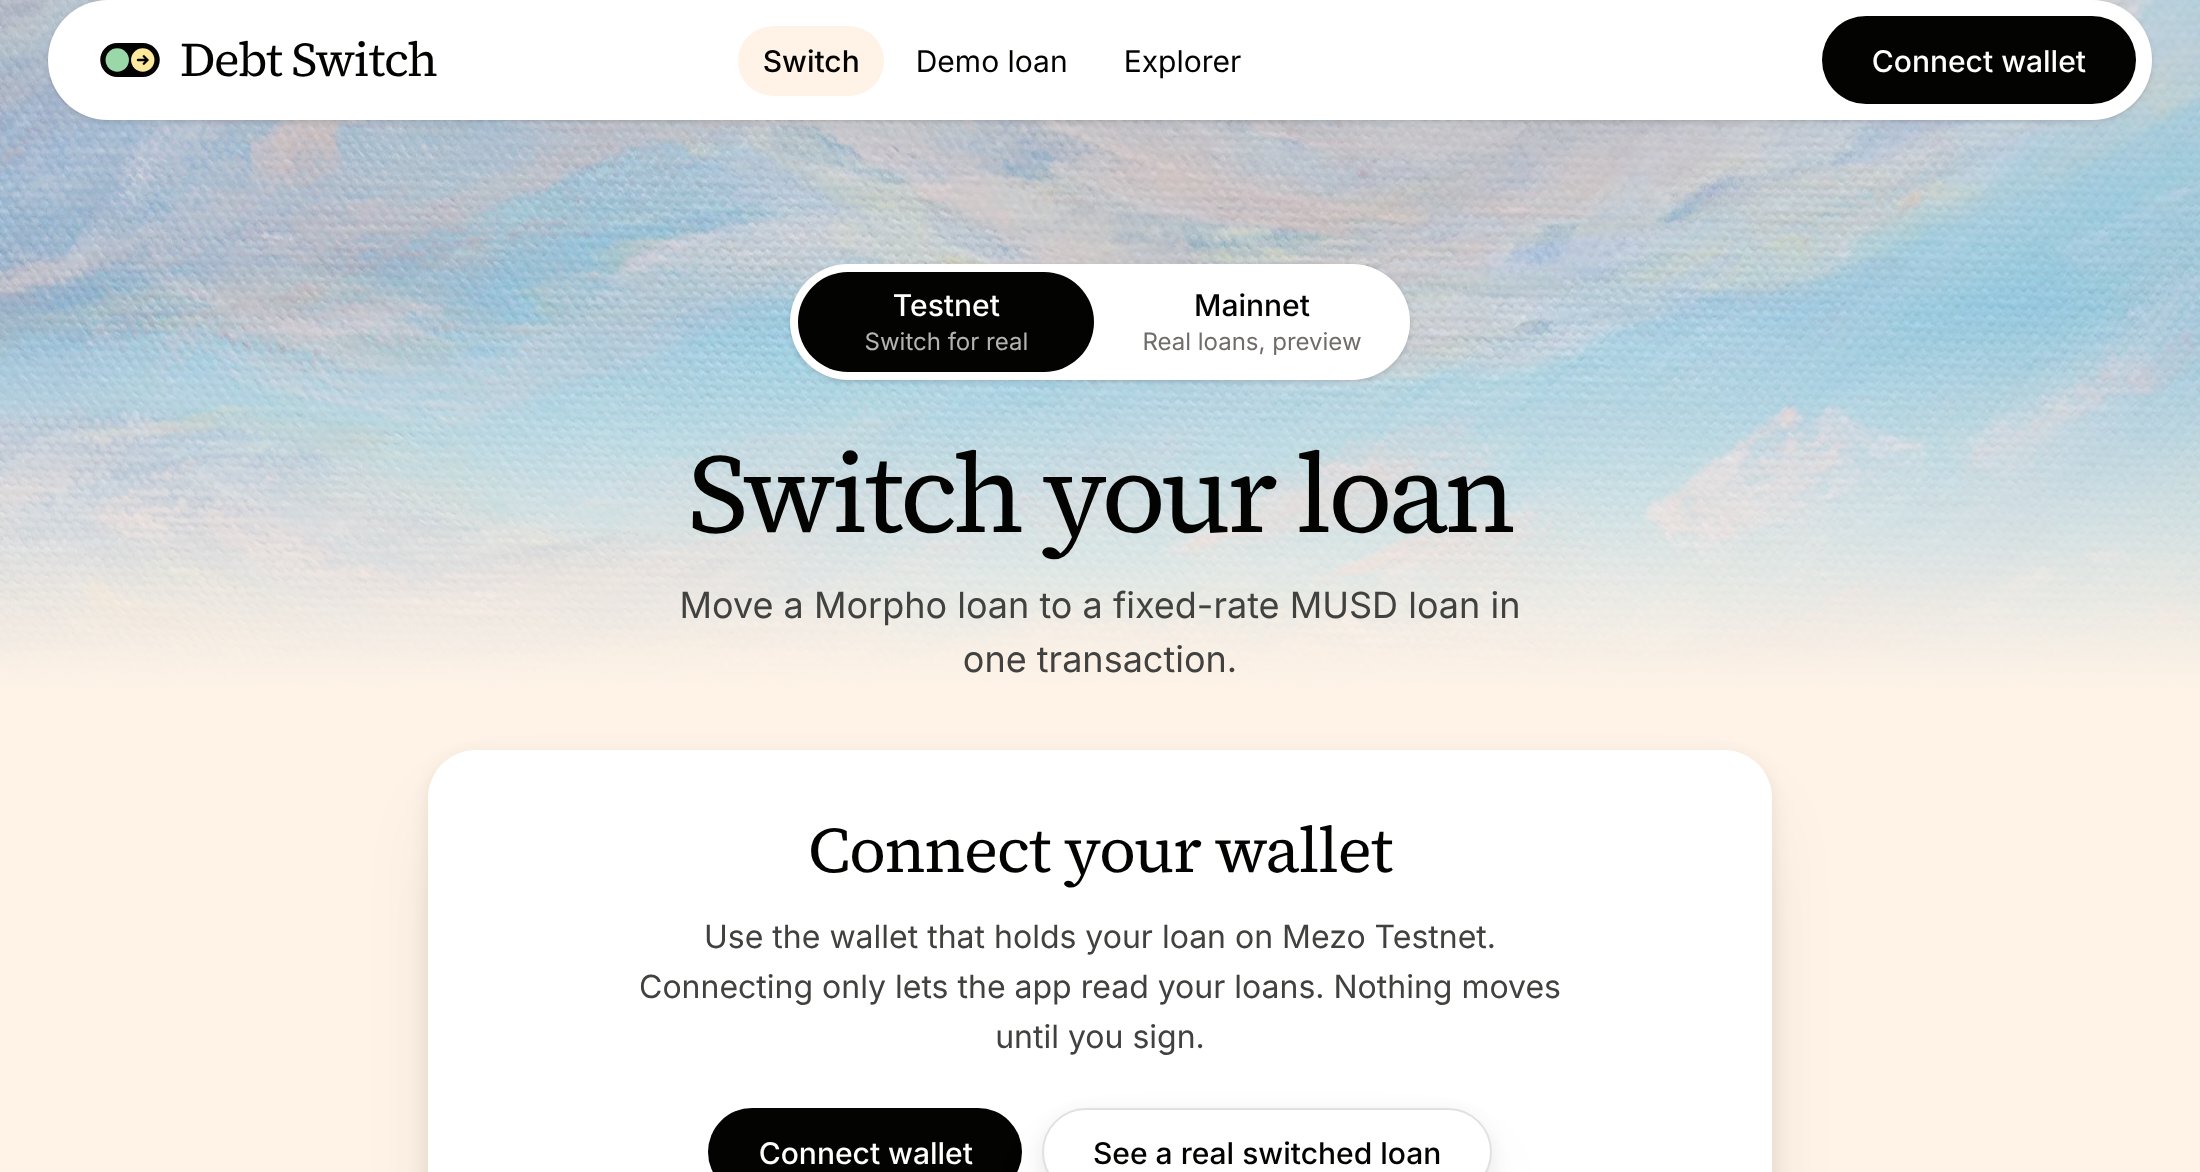 Debt Switch
Switch
Demo loan
Explorer
Connect wallet
Testnet
Switch for real
Mainnet
Real loans, preview
Switch your loan
Move a Morpho loan to a fixed-rate MUSD loan in
one transaction.
Connect your wallet
Use the wallet that holds your loan on Mezo Testnet.
Connecting only lets the app read your loans. Nothing moves
until you sign.
Connect wallet
See a real switched loan